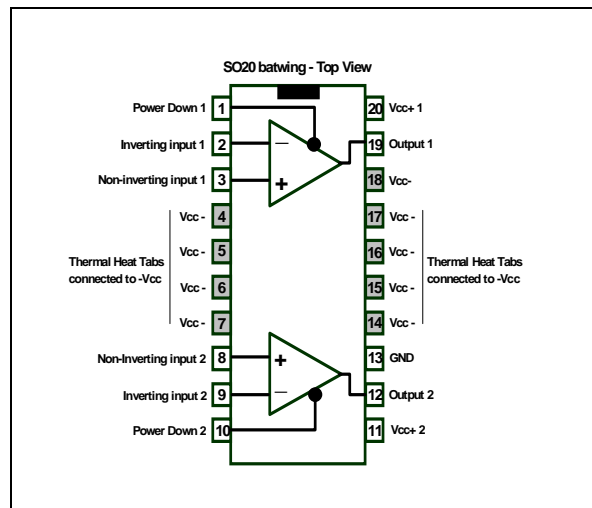 SO20 batwing - Top View
Power Down 1
1
20
Vcc+ 1
Inverting input 1
2
19
Output 1
Non-inverting input 1
3
18
Vcc-
Vcc -
4
17
Vcc -
Vcc -
5
16
Vcc -
Thermal Heat Tabs
connected to -Vcc
Thermal Heat Tabs
connected to -Vcc
Vcc -
6
15
Vcc -
Vcc -
7
14
Vcc -
Non-Inverting input 2
8
13
GND
Inverting input 2
9
12
Output 2
Power Down 2
10
11
Vcc+ 2